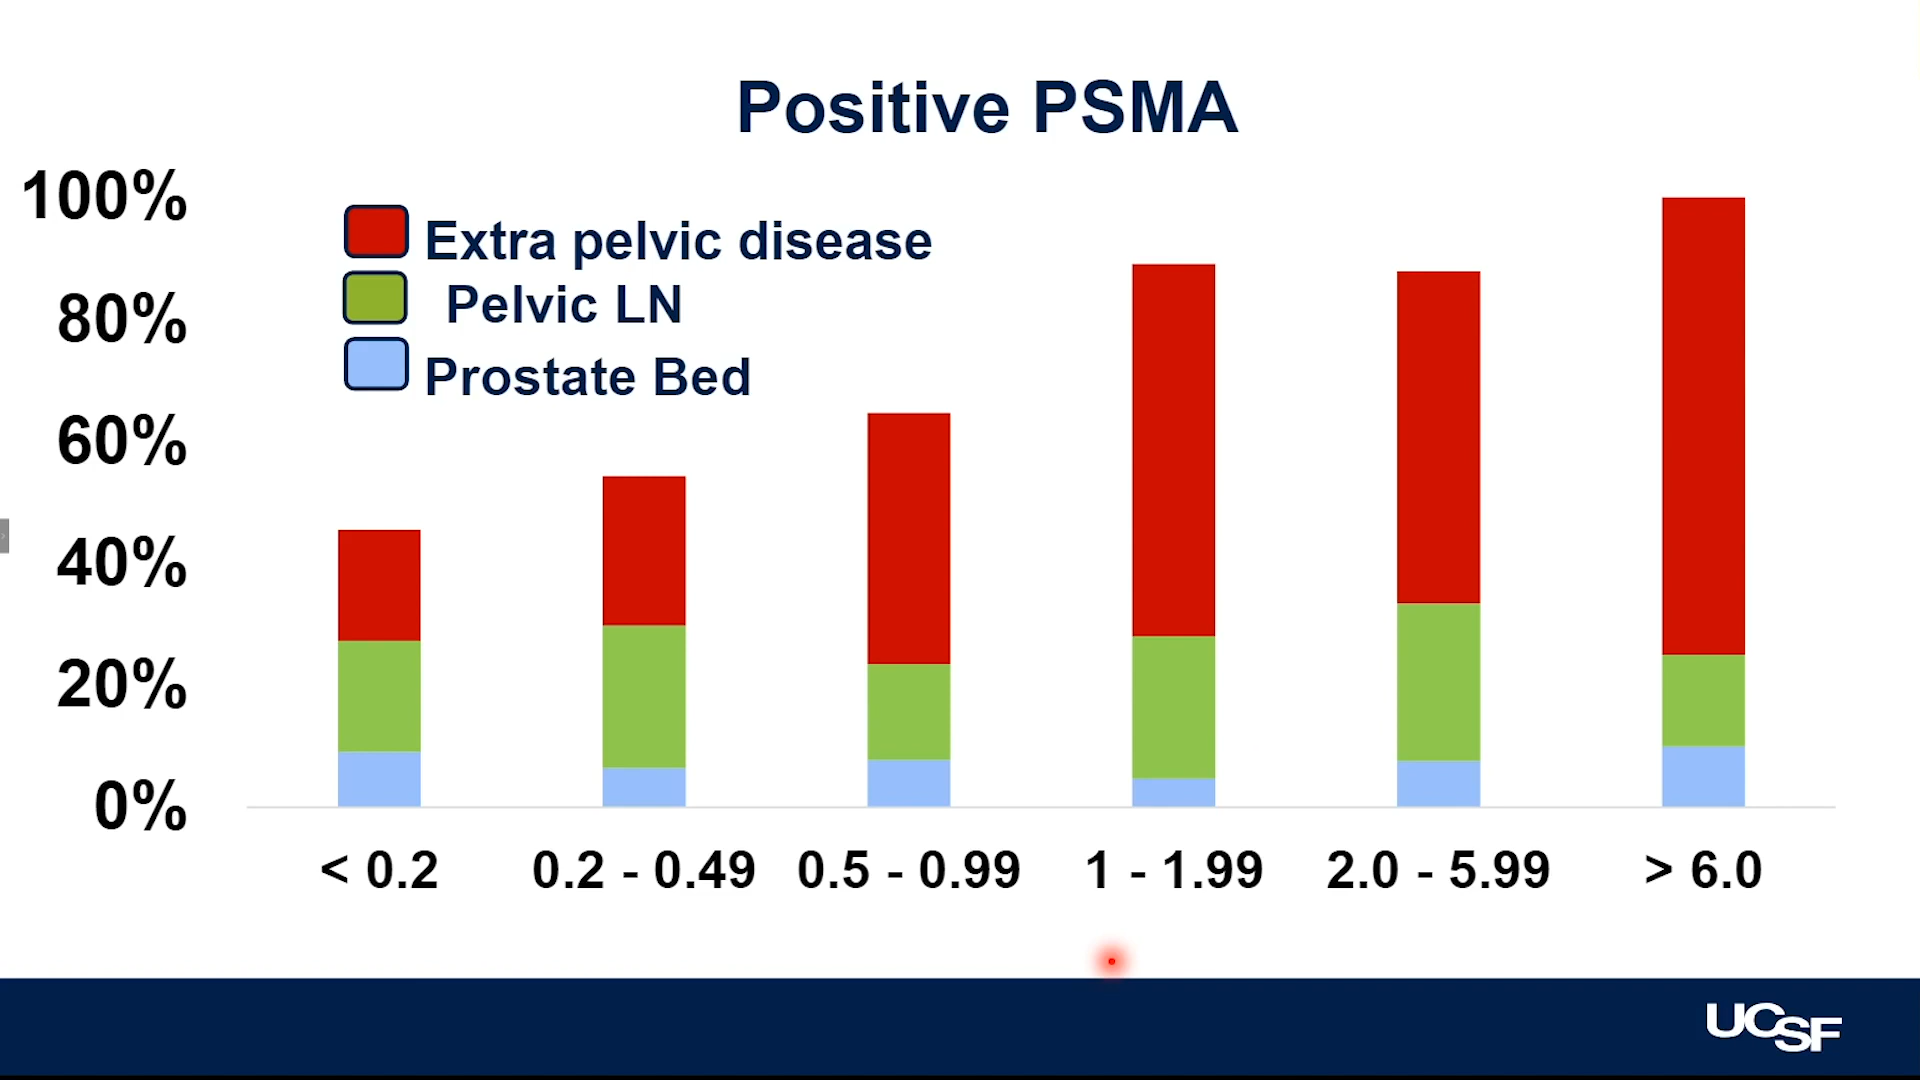 Positive PSMA
100%
80%
60%
40%
20%
0%
Extra pelvic disease
Pelvic LN
Prostate Bed
< 0.2
0.2 - 0.49
0.5 - 0.99
1 - 1.99
2.0 - 5.99
> 6.0
UCSF